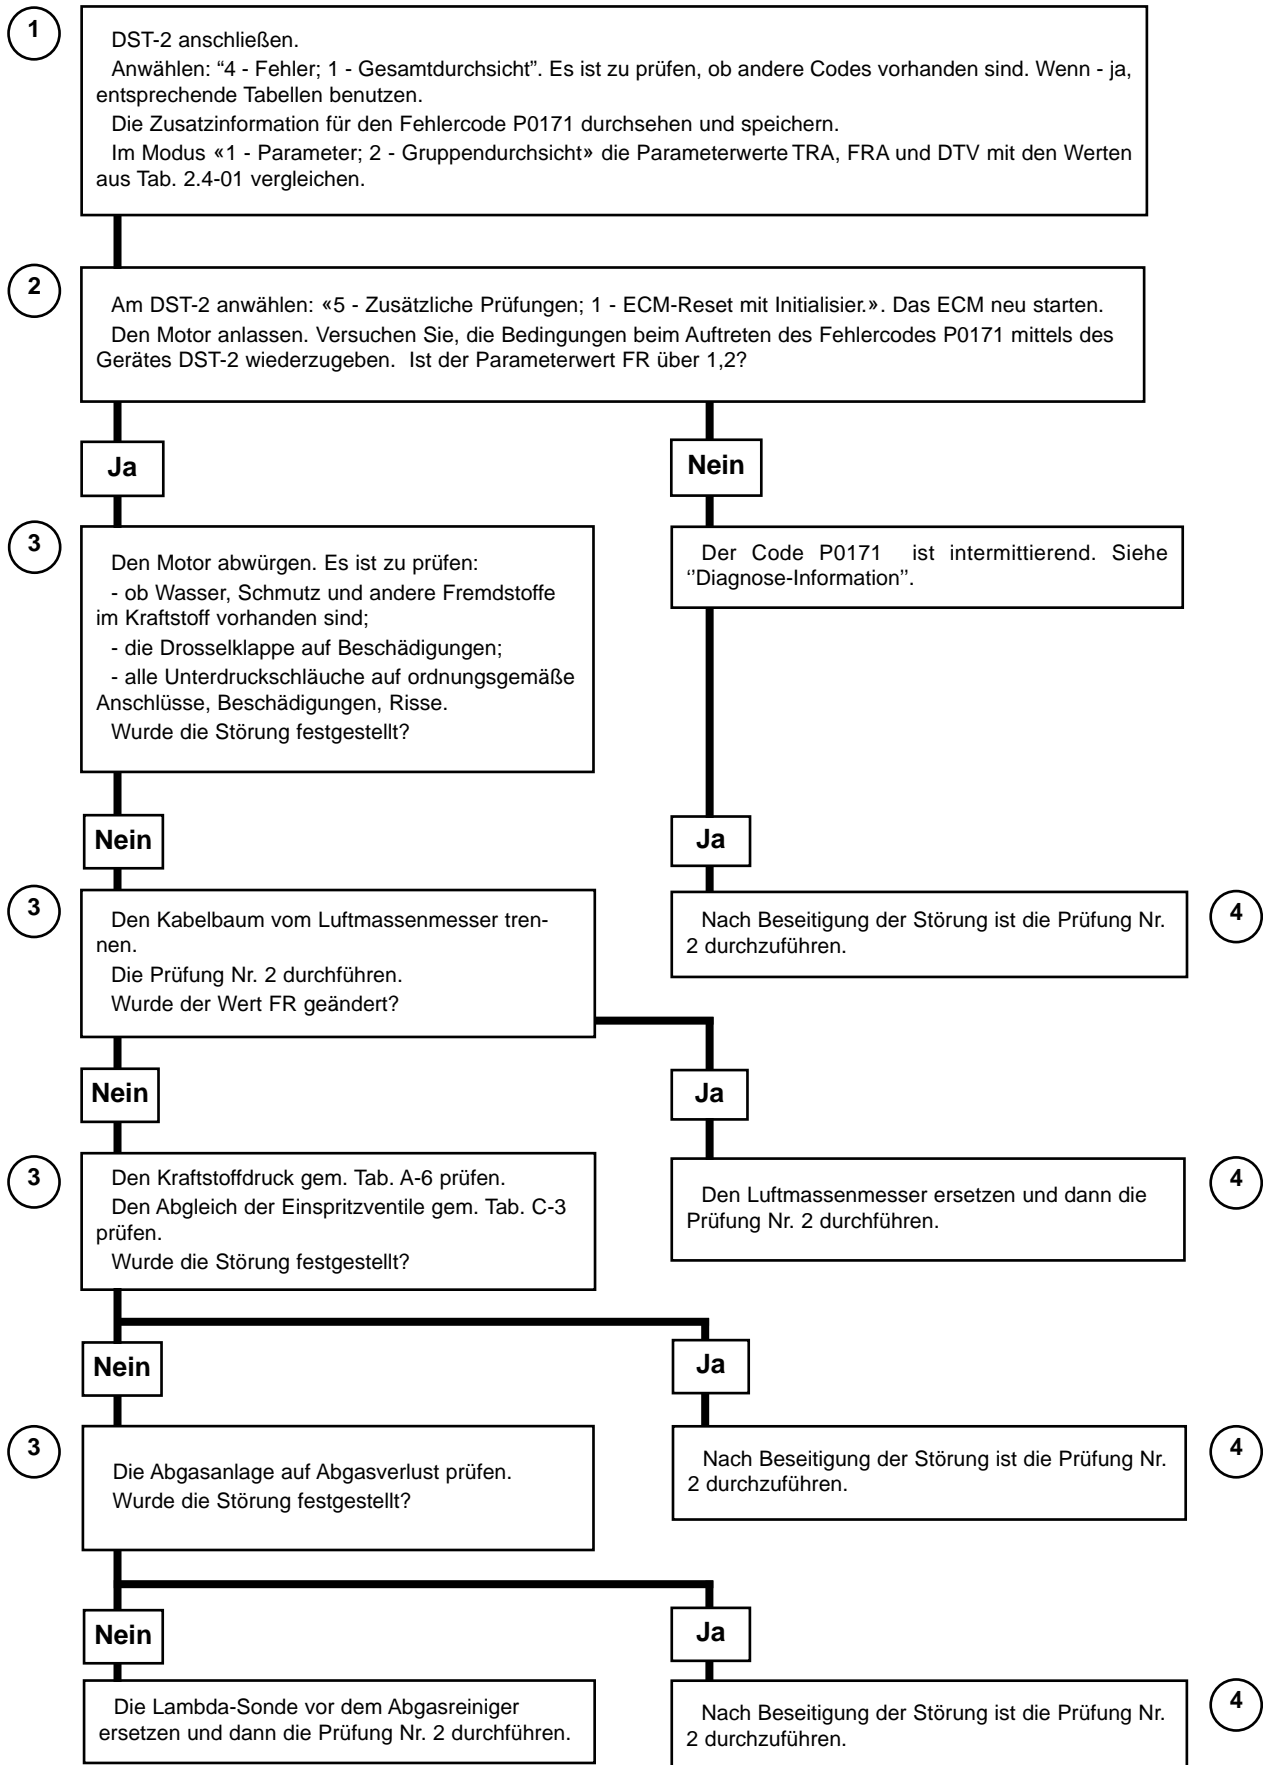 1
DST-2 anschließen.
Anwählen: “4 - Fehler; 1 - Gesamtdurchsicht”. Es ist zu prüfen, ob andere Codes vorhanden sind. Wenn - ja,
entsprechende Tabellen benutzen.
Die Zusatzinformation für den Fehlercode P0171 durchsehen und speichern.
Im Modus «1 - Parameter; 2 - Gruppendurchsicht» die Parameterwerte TRA, FRA und DTV mit den Werten
aus Tab. 2.4-01 vergleichen.
2
Am DST-2 anwählen: «5 - Zusätzliche Prüfungen; 1 - ECM-Reset mit Initialisier.». Das ECM neu starten.
Den Motor anlassen. Versuchen Sie, die Bedingungen beim Auftreten des Fehlercodes P0171 mittels des
Gerätes DST-2 wiederzugeben. Ist der Parameterwert FR über 1,2?
Ja
Nein
3
Den Motor abwürgen. Es ist zu prüfen:
- ob Wasser, Schmutz und andere Fremdstoffe
im Kraftstoff vorhanden sind;
- die Drosselklappe auf Beschädigungen;
- alle Unterdruckschläuche auf ordnungsgemäße
Anschlüsse, Beschädigungen, Risse.
Wurde die Störung festgestellt?
Der Code P0171 ist intermittierend. Siehe
‘‘Diagnose-Information’’.
Nein
Ja
3
Den Kabelbaum vom Luftmassenmesser tren-
nen.
Die Prüfung Nr. 2 durchführen.
Wurde der Wert FR geändert?
Nach Beseitigung der Störung ist die Prüfung Nr.
2 durchzuführen.
4
Nein
Ja
3
Den Kraftstoffdruck gem. Tab. A-6 prüfen.
Den Abgleich der Einspritzventile gem. Tab. C-3
prüfen.
Wurde die Störung festgestellt?
Den Luftmassenmesser ersetzen und dann die
Prüfung Nr. 2 durchführen.
4
Nein
Ja
3
Die Abgasanlage auf Abgasverlust prüfen.
Wurde die Störung festgestellt?
Nach Beseitigung der Störung ist die Prüfung Nr.
2 durchzuführen.
4
Nein
Ja
Die Lambda-Sonde vor dem Abgasreiniger
ersetzen und dann die Prüfung Nr. 2 durchführen.
Nach Beseitigung der Störung ist die Prüfung Nr.
2 durchzuführen.
4